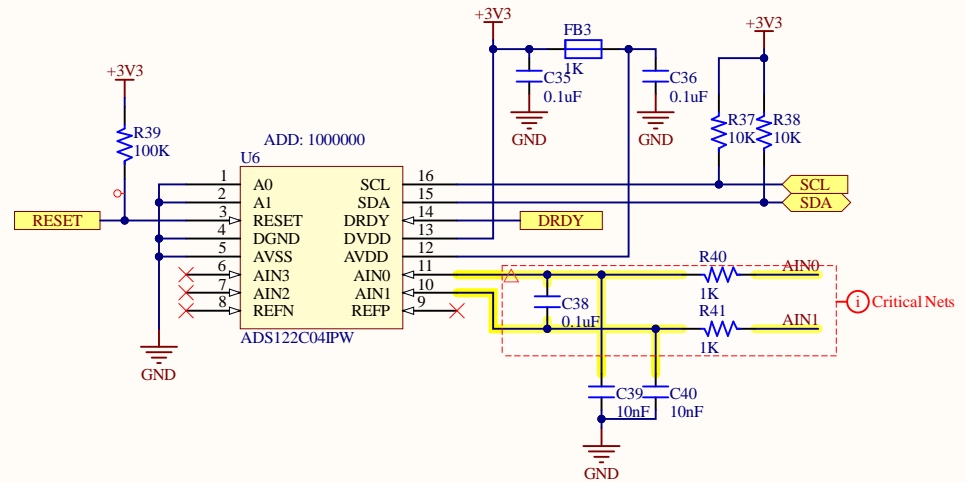 +3V3
FB3
1K
C35
0.1uF
GND
C36
0.1uF
GND
+3V3
R37
10K
R38
10K
+3V3
R39
100K
ADD: 1000000
U6
1 A0 SCL 16
2 A1 SDA 15
3 RESET DRDY 14
4 DGND DVDD 13
5 AVSS AVDD 12
6 AIN3 AIN0 11
7 AIN2 AIN1 10
8 REFN REFP 9
ADS122C04IPW
RESET
DRDY
SCL
SDA
GND
R40
1K
AIN0
R41
1K
AIN1
C38
0.1uF
i Critical Nets
C39
10nF
C40
10nF
GND